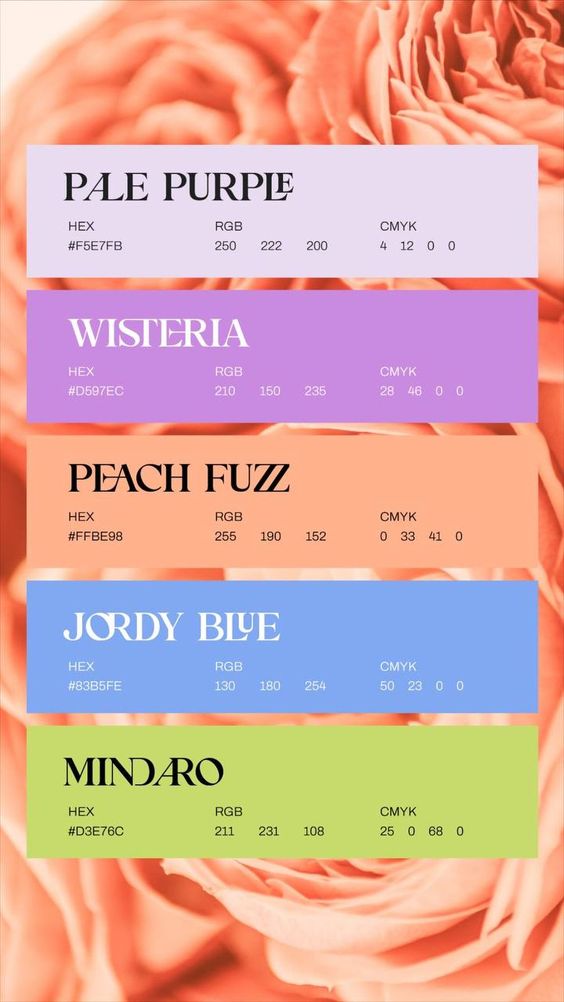 PALE PURPLE
HEX RGB CMYK
#F5E7FB 250 222 200 4 12 0 0
WISTERIA
HEX RGB CMYK
#D597EC 210 150 235 28 46 0 0
PEACH FUZZ
HEX RGB CMYK
#FFBE98 255 190 152 0 33 41 0
JORDY BLUE
HEX RGB CMYK
#83B5FE 130 180 254 50 23 0 0
MINDARO
HEX RGB CMYK
#D3E76C 211 231 108 25 0 68 0